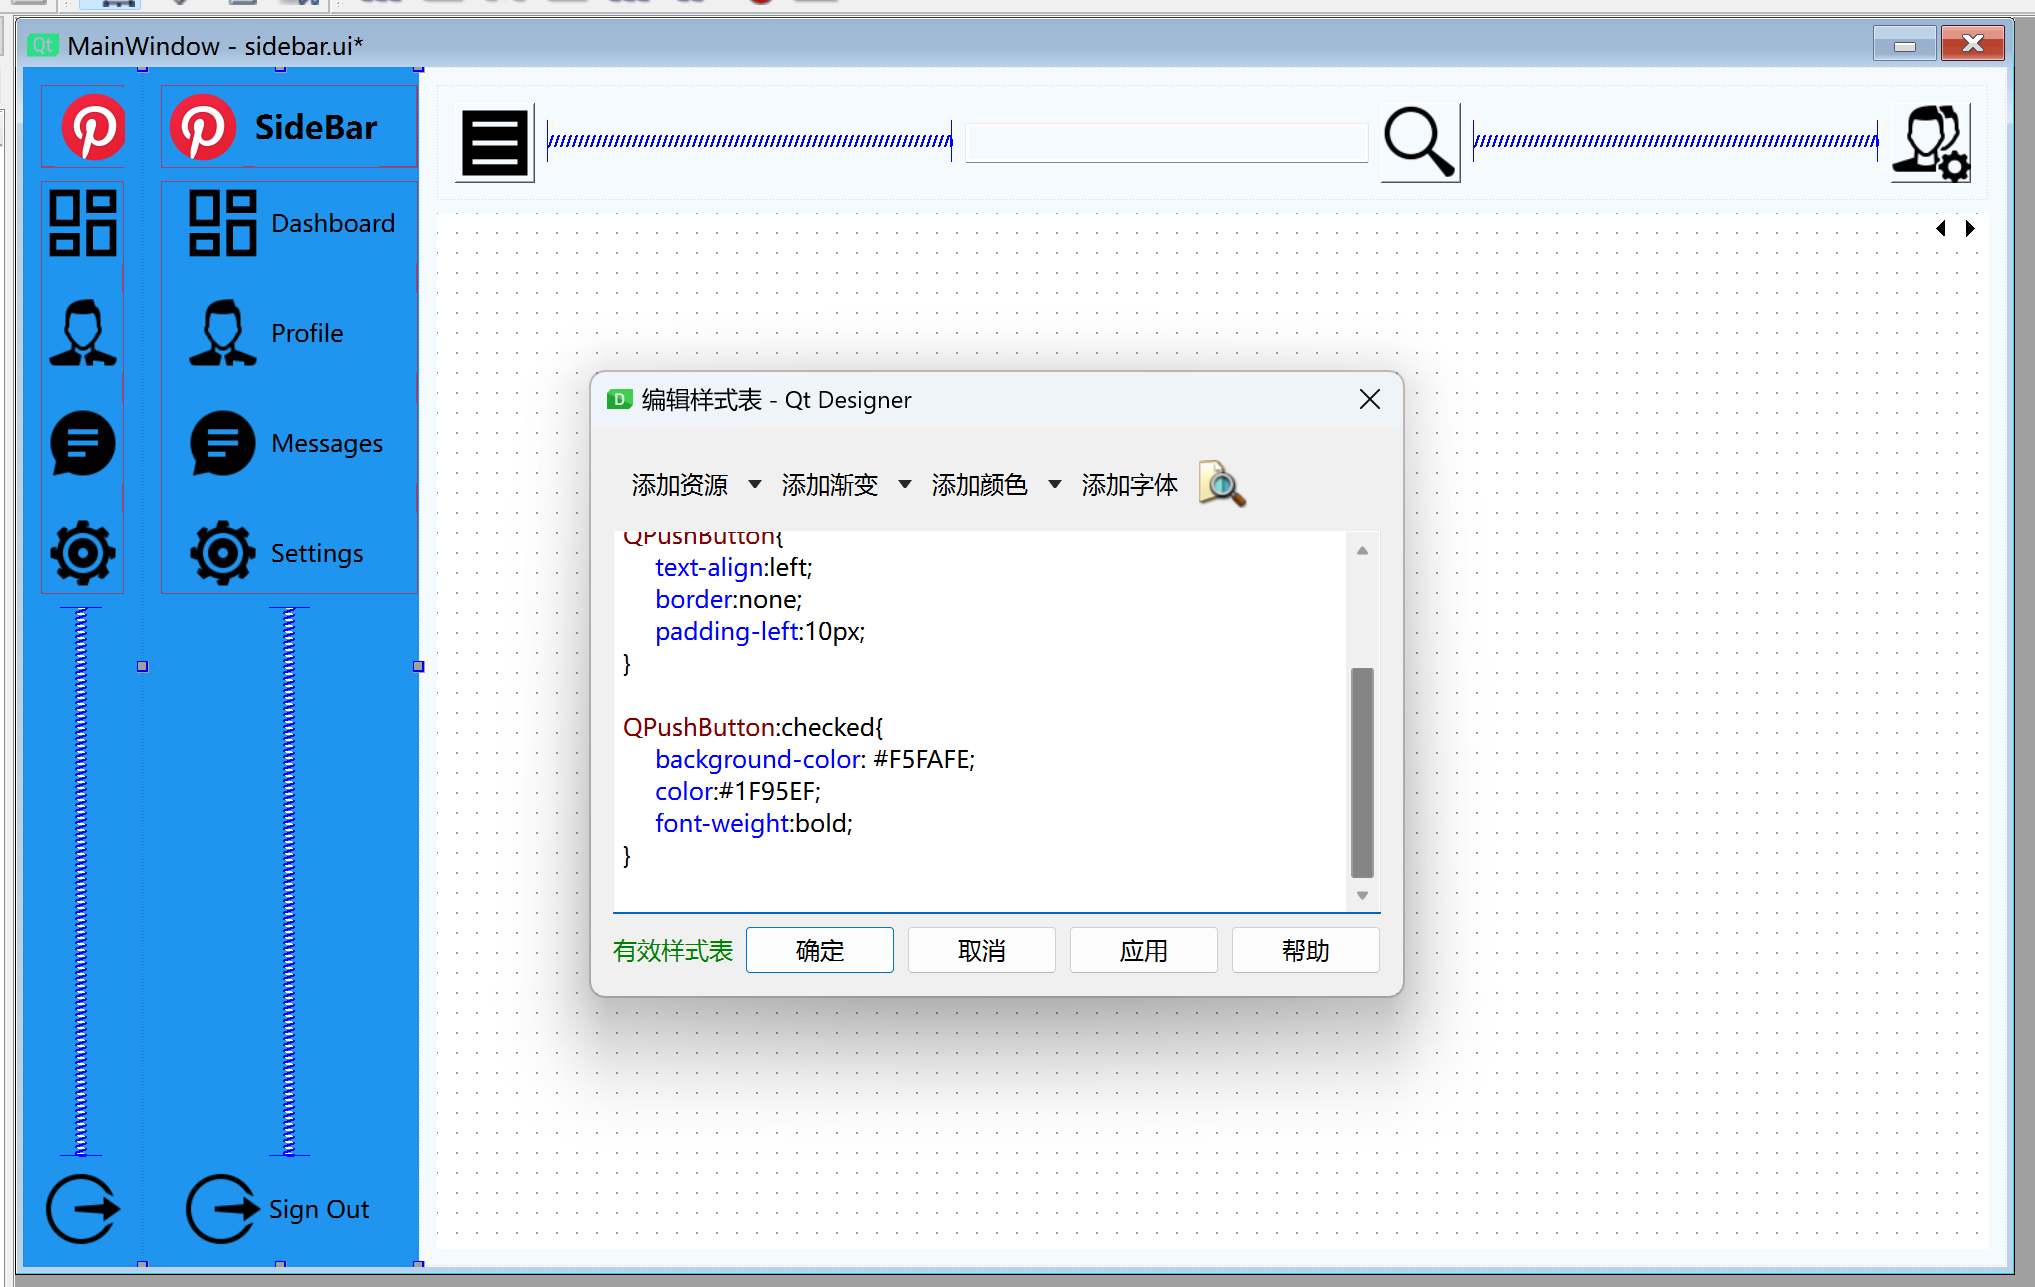 MainWindow - sidebar.ui*
SideBar
Dashboard
Profile
Messages
Settings
Sign Out
编辑样式表 - Qt Designer
添加资源 添加渐变 添加颜色 添加字体
QPushButton{
text-align:left;
border:none;
padding-left:10px;
}
QPushButton:checked{
background-color: #F5FAFE;
color:#1F95EF;
font-weight:bold;
}
有效样式表 确定 取消 应用 帮助